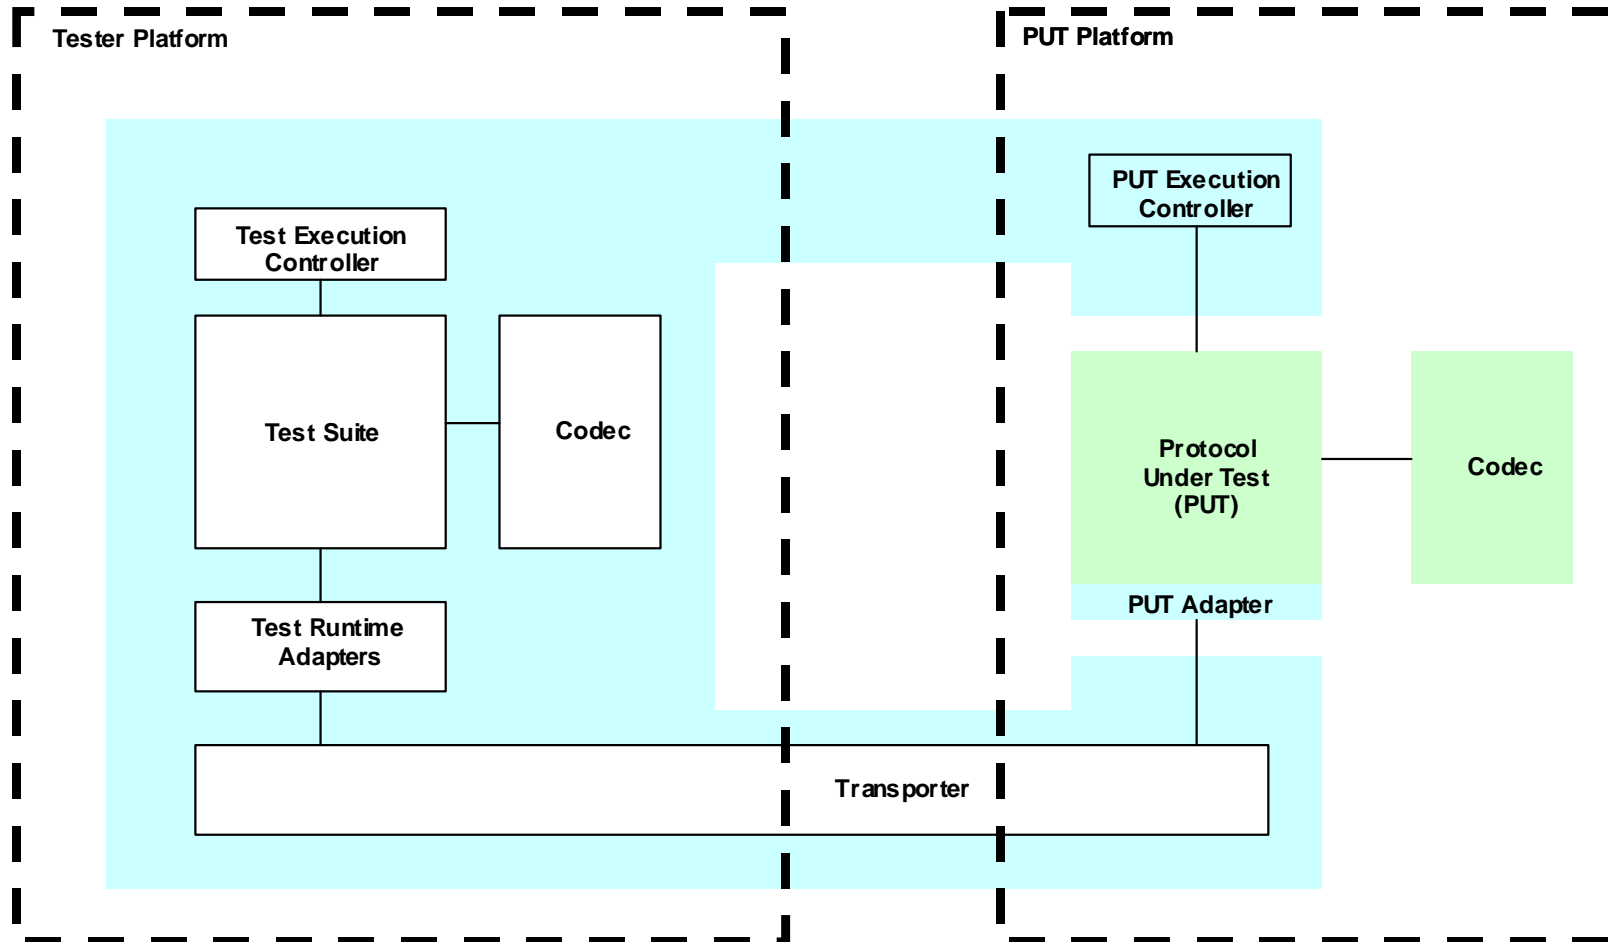 Tester Platform
PUT Platform
PUT Execution
Controller
Test Execution
Controller
Test Suite
Codec
Protocol
Under Test
(PUT)
Codec
PUT Adapter
Test Runtime
Adapters
Transporter